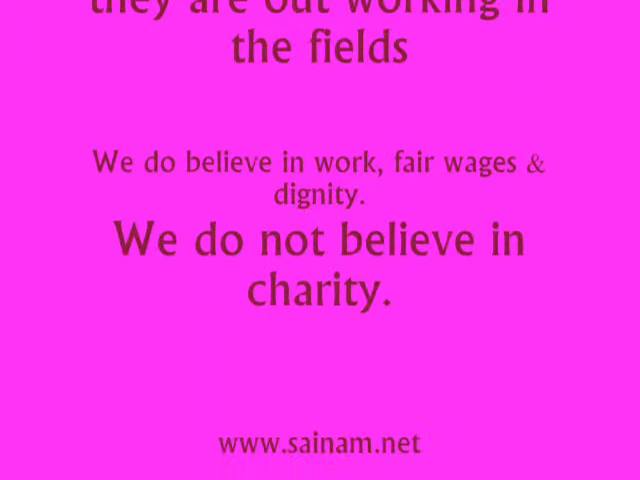 they are out working in
the fields
We do believe in work, fair wages &
dignity.
We do not believe in
charity.
www.sainam.net